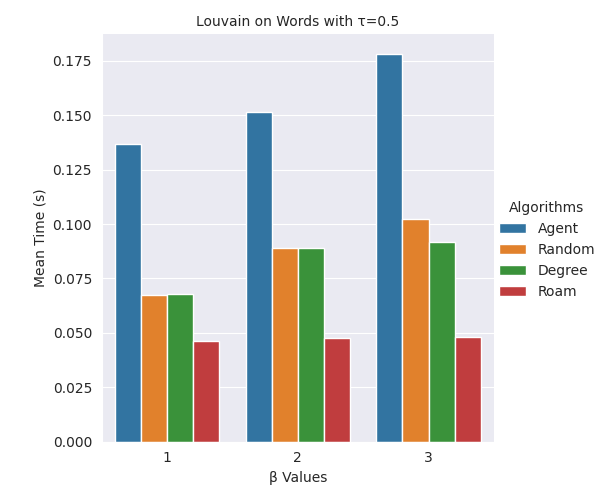 Louvain on Words with τ=0.5
Mean Time (s)
0.175
0.150
0.125
0.100
0.075
0.050
0.025
0.000
1 2 3
β Values
Algorithms
Agent
Random
Degree
Roam